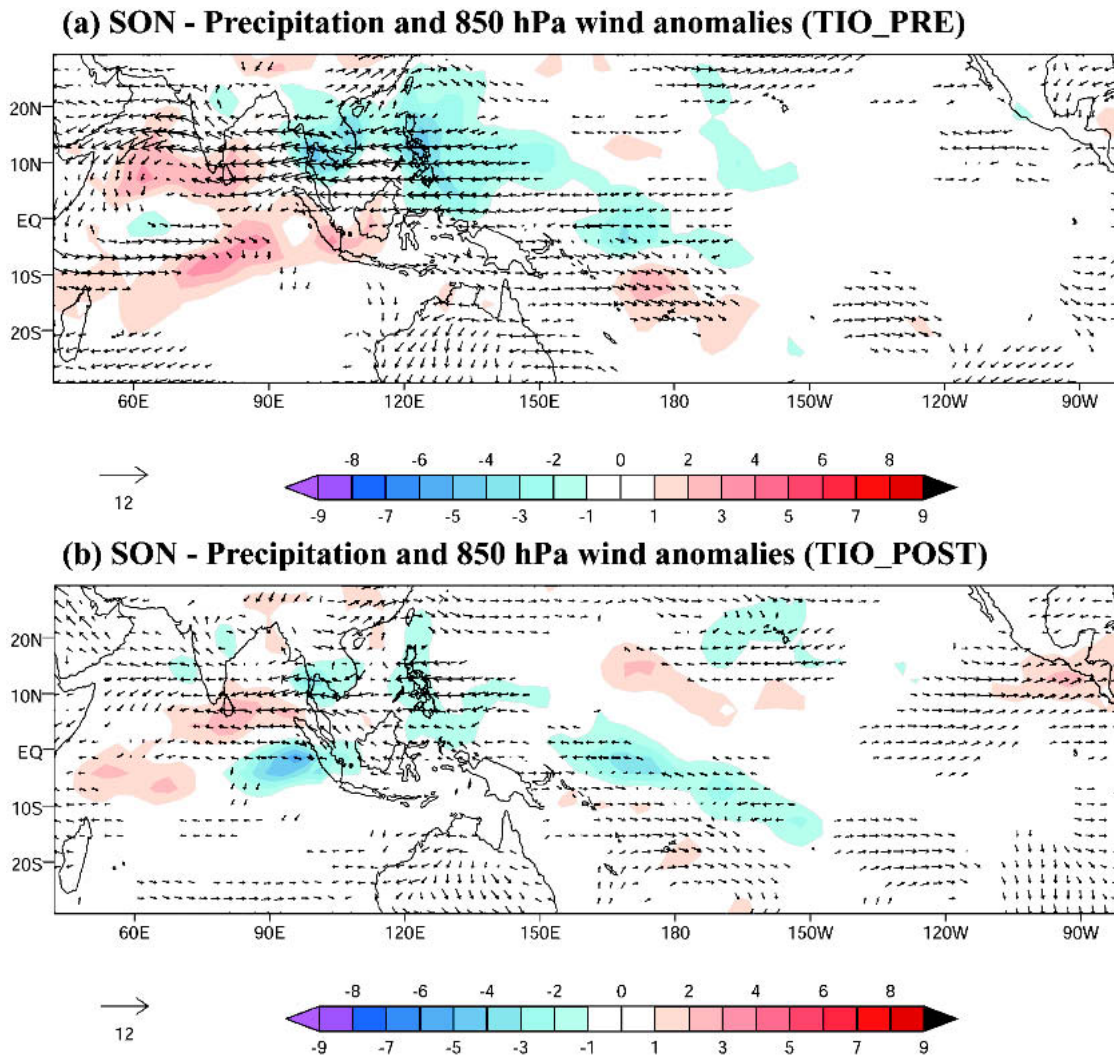 (a) SON - Precipitation and 850 hPa wind anomalies (TIO_PRE)
20N
10N
EQ
10S
20S
60E 90E 120E 150E 180 150W 120W 90W
12
-8 -6 -4 -2 0 2 4 6 8
-9 -7 -5 -3 -1 1 3 5 7 9
(b) SON - Precipitation and 850 hPa wind anomalies (TIO_POST)
20N
10N
EQ
10S
20S
60E 90E 120E 150E 180 150W 120W 90W
12
-8 -6 -4 -2 0 2 4 6 8
-9 -7 -5 -3 -1 1 3 5 7 9